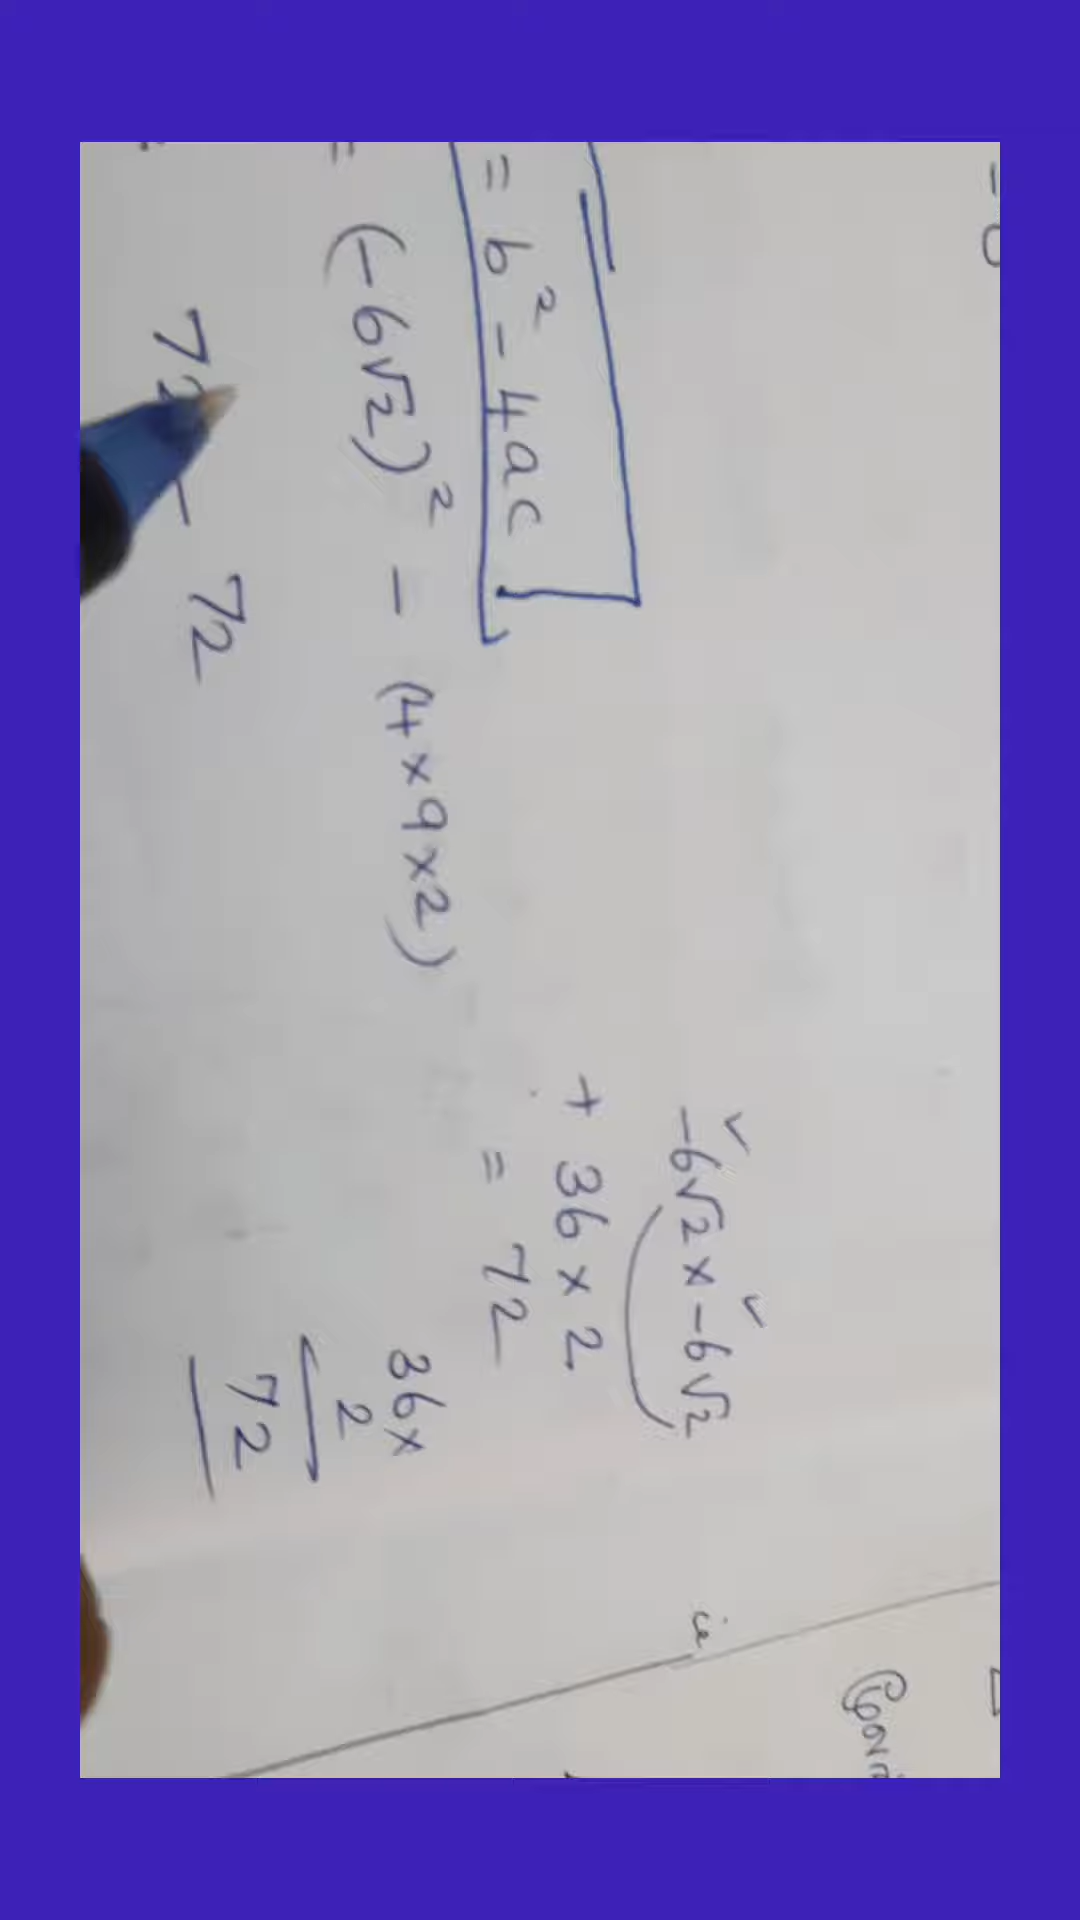 = b² - 4ac
= (-6√2)² - (4×9×2)
72 - 72
-6√2 × -6√2
+ 36 × 2
= 72
36×
2
72